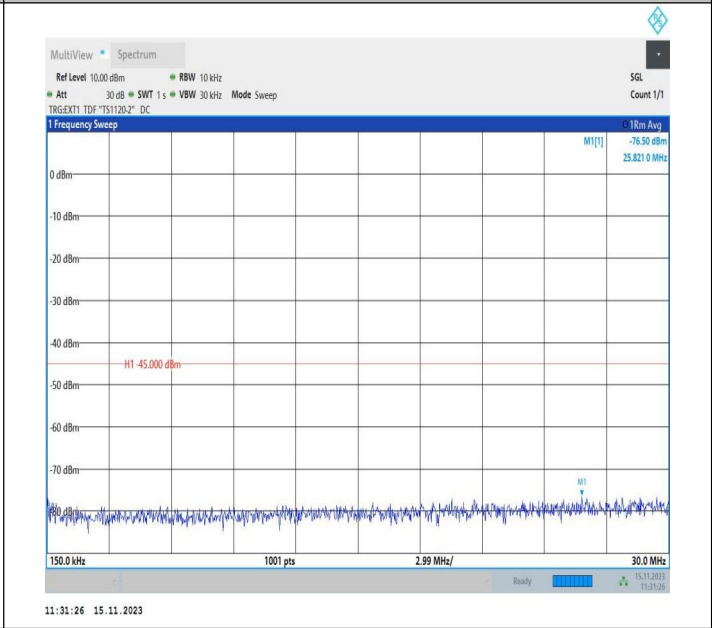 MultiView Spectrum
Ref Level 10.00 dBm RBW 10 kHz SGL
Att 30 dB SWT 1 s VBW 30 kHz Mode Sweep Count 1/1
TRG:EXT1 TDF "TS1120-2" DC
1 Frequency Sweep 1Rm Avg
M1[1] -76.50 dBm
25.821 0 MHz
0 dBm
-10 dBm
-20 dBm
-30 dBm
-40 dBm
H1 -45.000 dBm
-50 dBm
-60 dBm
-70 dBm
M1
-80 dBm
150.0 kHz 1001 pts 2.99 MHz/ 30.0 MHz
Ready 15.11.2023
11:31:26
11:31:26 15.11.2023